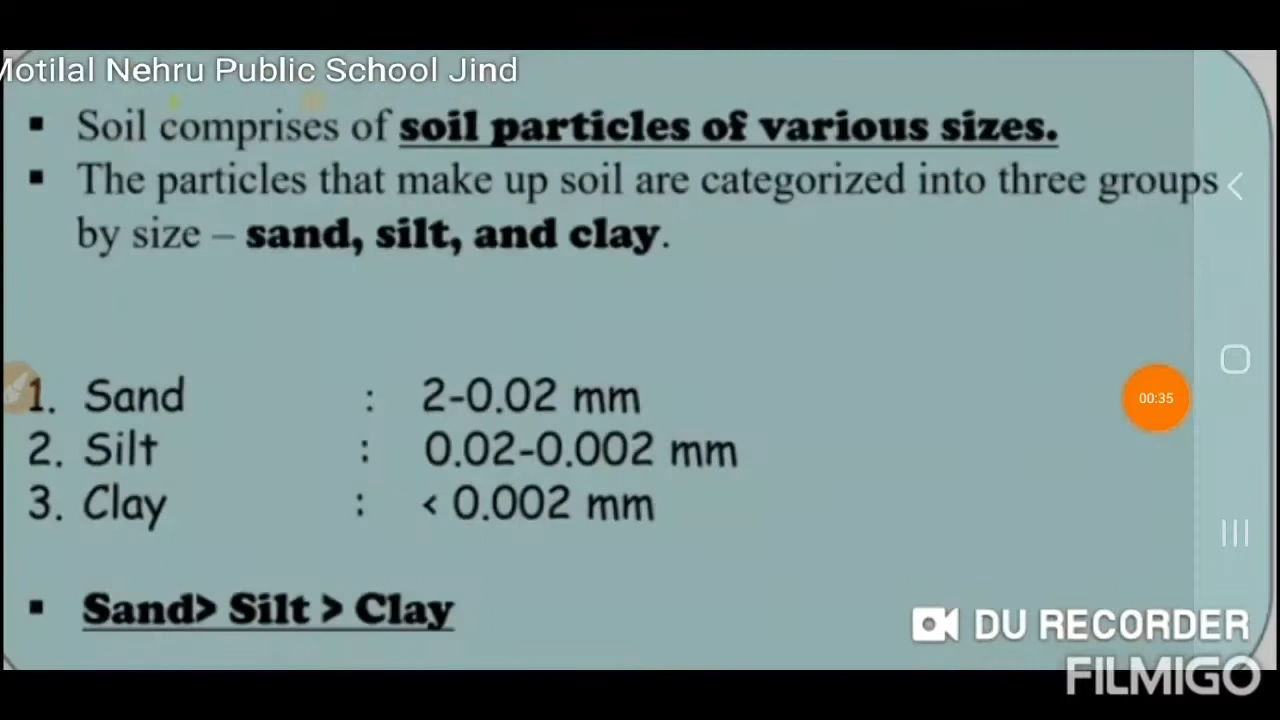 Motilal Nehru Public School Jind
▪ Soil comprises of soil particles of various sizes.
▪ The particles that make up soil are categorized into three groups
by size – sand, silt, and clay.
1. Sand : 2-0.02 mm
2. Silt : 0.02-0.002 mm
3. Clay : < 0.002 mm
00:35
▪ Sand> Silt > Clay
DU RECORDER
FILMIGO